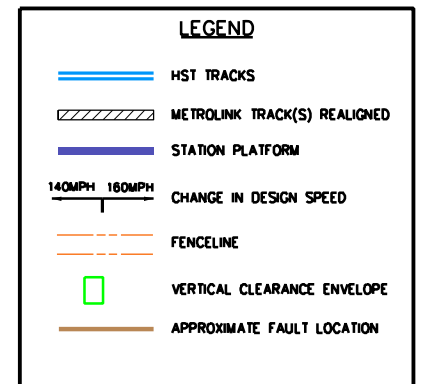 LEGEND
HST TRACKS
METROLINK TRACK(S) REALIGNED
STATION PLATFORM
140MPH 160MPH
CHANGE IN DESIGN SPEED
FENCELINE
VERTICAL CLEARANCE ENVELOPE
APPROXIMATE FAULT LOCATION